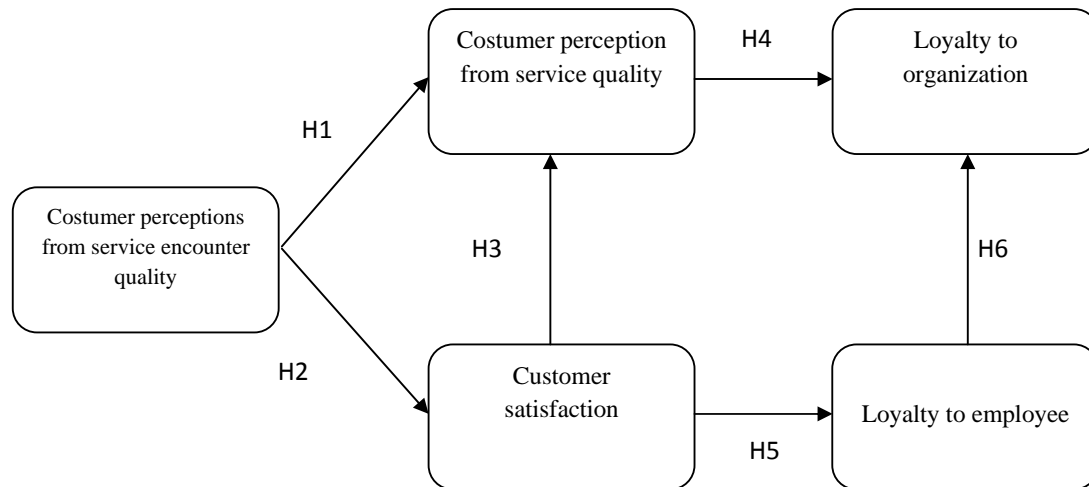 Costumer perception
from service quality
H4
Loyalty to
organization
H1
Costumer perceptions
from service encounter
quality
H3
H6
H2
Customer
satisfaction
H5
Loyalty to employee